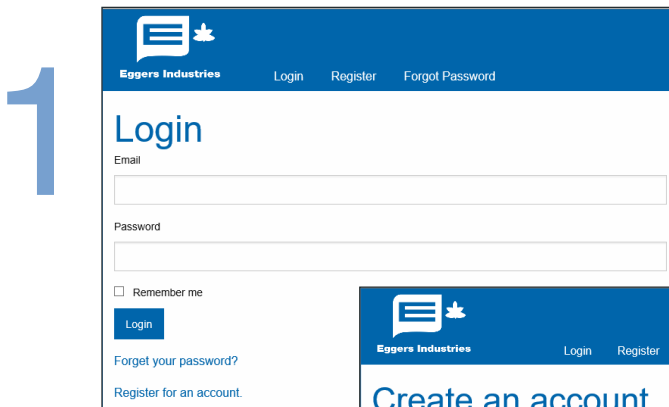 1
Eggers Industries
Login Register Forgot Password
Login
Email
Password
Remember me
Login
Forget your password?
Register for an account.
Eggers Industries
Login Register
Create an account